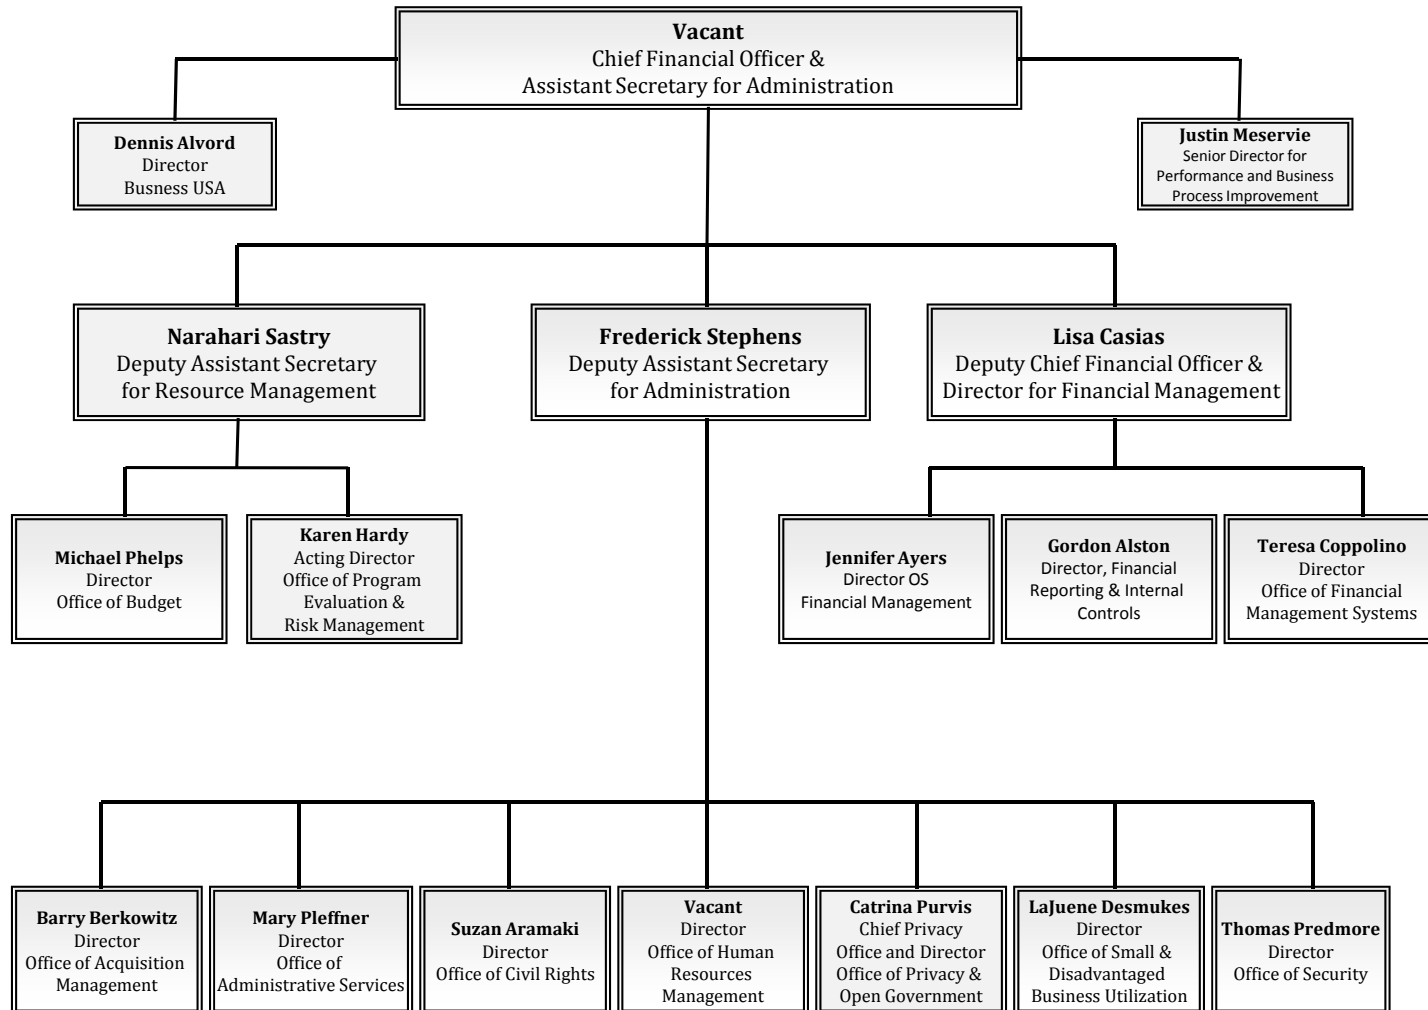 Vacant
Chief Financial Officer &
Assistant Secretary for Administration
Dennis Alvord
Director
Busness USA
Justin Meservie
Senior Director for
Performance and Business
Process Improvement
Narahari Sastry
Deputy Assistant Secretary
for Resource Management
Frederick Stephens
Deputy Assistant Secretary
for Administration
Lisa Casias
Deputy Chief Financial Officer &
Director for Financial Management
Michael Phelps
Director
Office of Budget
Karen Hardy
Acting Director
Office of Program
Evaluation &
Risk Management
Jennifer Ayers
Director OS
Financial Management
Gordon Alston
Director, Financial
Reporting & Internal
Controls
Teresa Coppolino
Director
Office of Financial
Management Systems
Barry Berkowitz
Director
Office of Acquisition
Management
Mary Pleffner
Director
Office of
Administrative Services
Suzan Aramaki
Director
Office of Civil Rights
Vacant
Director
Office of Human
Resources
Management
Catrina Purvis
Chief Privacy
Office and Director
Office of Privacy &
Open Government
LaJuene Desmukes
Director
Office of Small &
Disadvantaged
Business Utilization
Thomas Predmore
Director
Office of Security